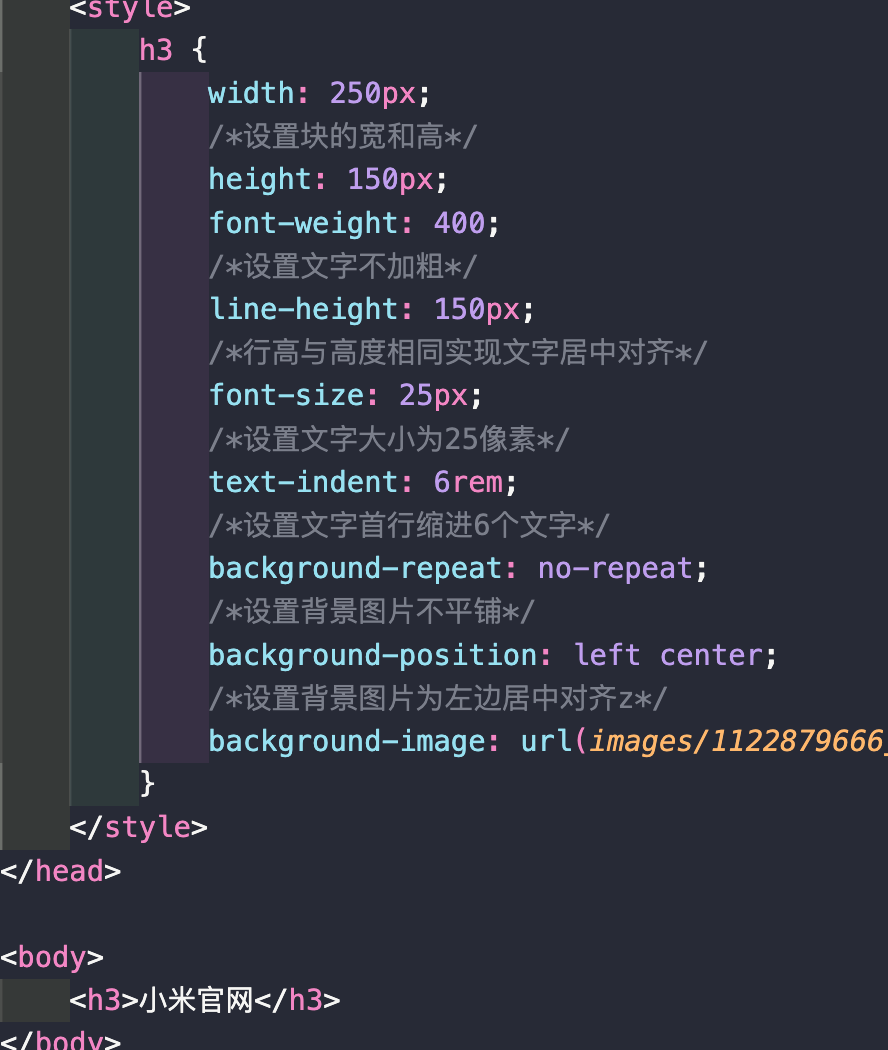 <style>
h3 {
width: 250px;
/*设置块的宽和高*/
height: 150px;
font-weight: 400;
/*设置文字不加粗*/
line-height: 150px;
/*行高与高度相同实现文字居中对齐*/
font-size: 25px;
/*设置文字大小为25像素*/
text-indent: 6rem;
/*设置文字首行缩进6个文字*/
background-repeat: no-repeat;
/*设置背景图片不平铺*/
background-position: left center;
/*设置背景图片为左边居中对齐z*/
background-image: url(images/1122879666_
}
</style>
</head>
<body>
<h3>小米官网</h3>
</body>